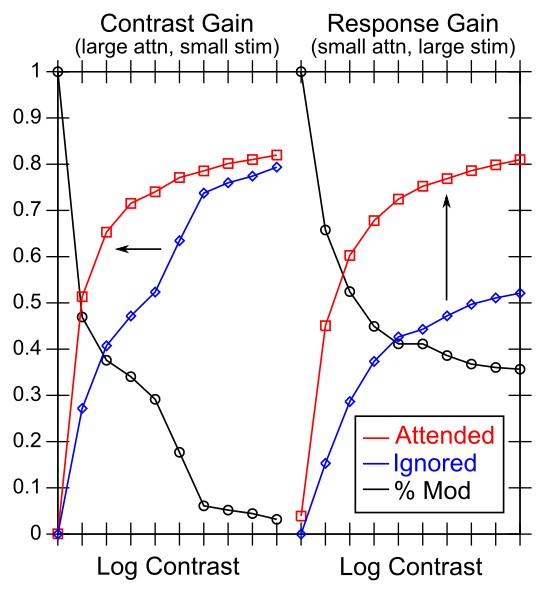 Contrast Gain
(large attn, small stim)
Response Gain
(small attn, large stim)
1
0.9
0.8
0.7
0.6
0.5
0.4
0.3
0.2
0.1
0
Attended
Ignored
% Mod
Log Contrast
Log Contrast